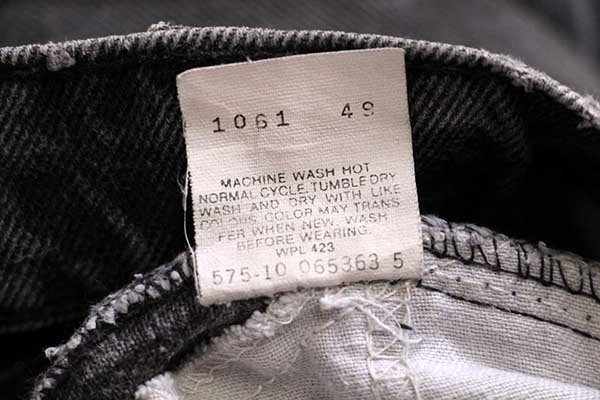 1061 49
MACHINE WASH HOT
NORMAL CYCLE. TUMBLE DRY
WASH AND DRY WITH LIKE
COLORS. COLOR MAY TRANS
FER WHEN NEW. WASH
BEFORE WEARING.
WPL 423
575-10 065363 5